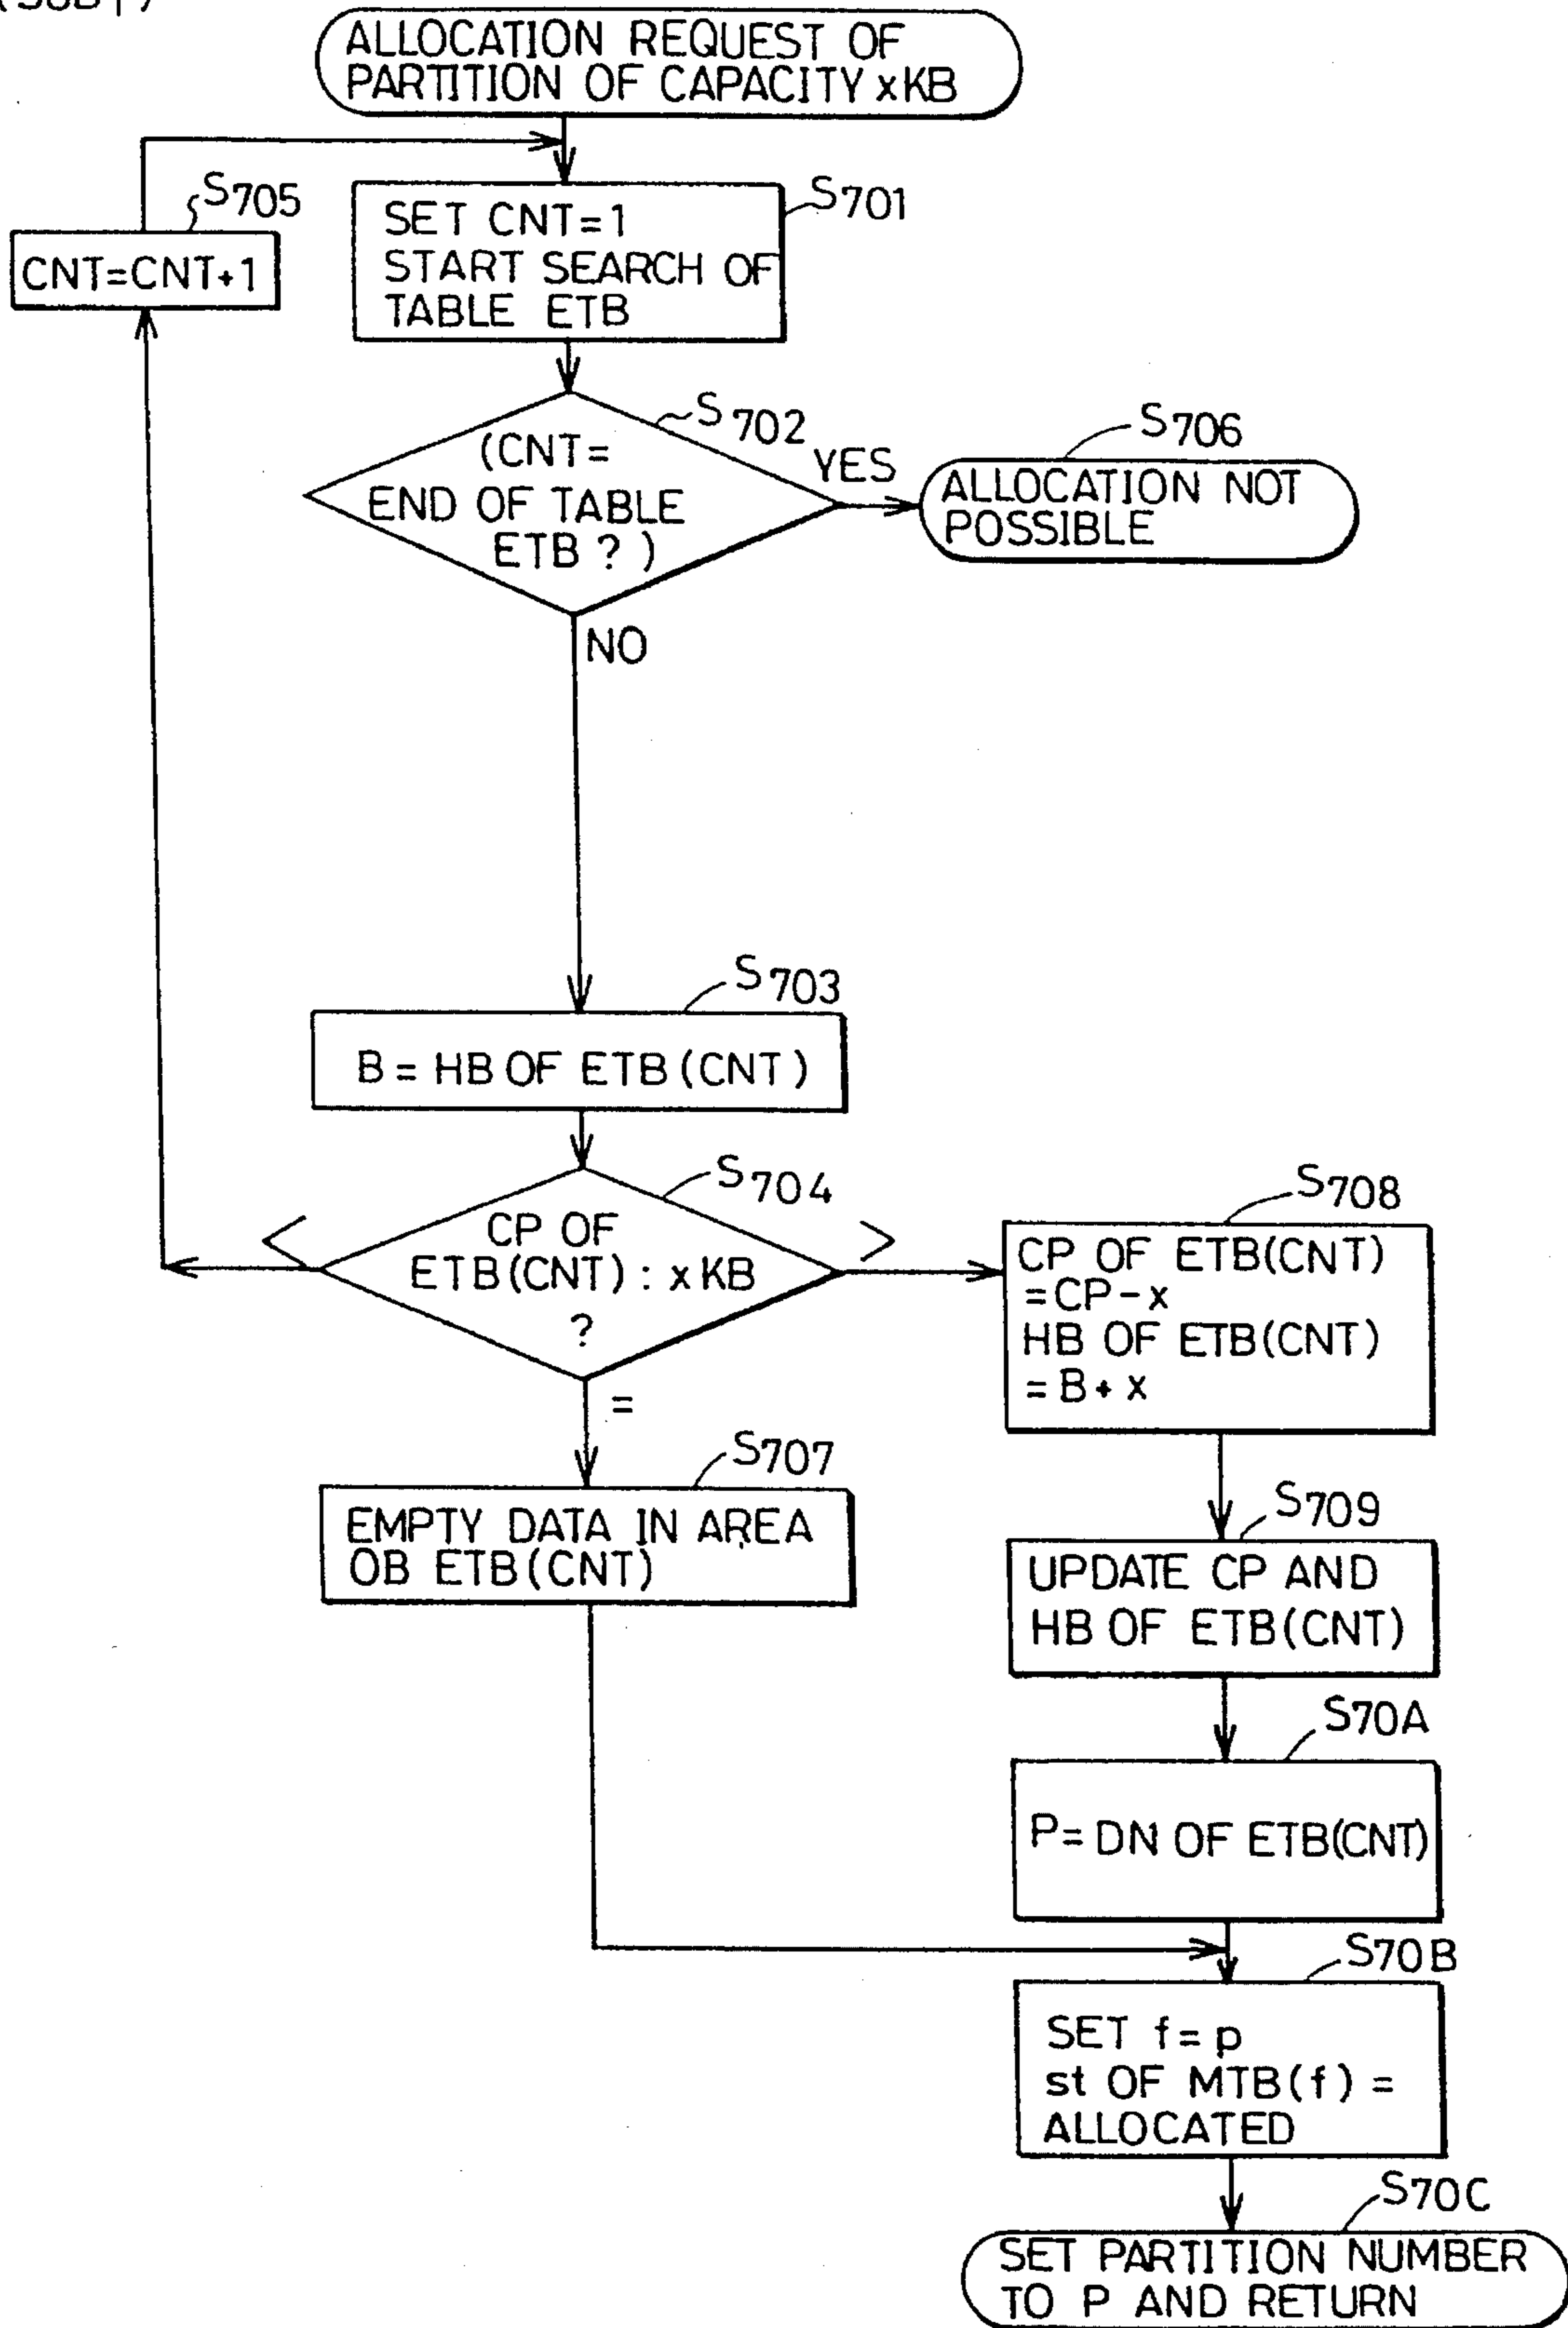 ALLOCATION REQUEST OF
PARTITION OF CAPACITY xKB
S705
CNT=CNT+1
S701
SET CNT=1
START SEARCH OF
TABLE ETB
S702
(CNT=
END OF TABLE
ETB ? )
YES
S706
ALLOCATION NOT
POSSIBLE
NO
S703
B = HB OF ETB (CNT)
S704
<
CP OF
ETB(CNT) : x KB
?
>
=
S708
CP OF ETB(CNT)
=CP-x
HB OF ETB(CNT)
= B + x
S707
EMPTY DATA IN AREA
OB ETB(CNT)
S709
UPDATE CP AND
HB OF ETB(CNT)
S70A
P= DN OF ETB(CNT)
S70B
SET f= p
st OF MTB(f) =
ALLOCATED
S70C
SET PARTITION NUMBER
TO P AND RETURN